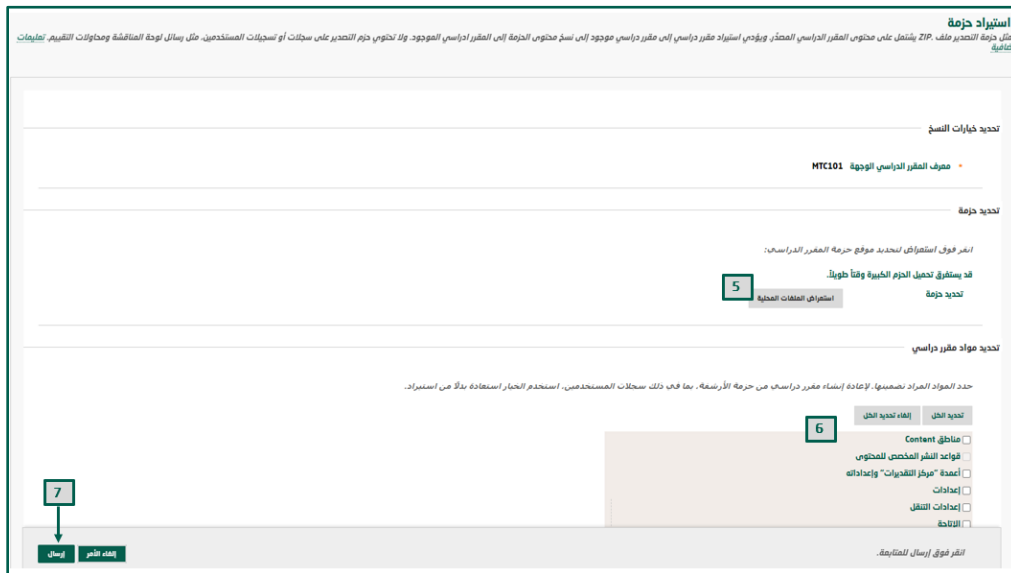 استيراد حزمة
مثل حزمة التصدير ملف .ZIP يشتمل على محتوى المقرر الدراسي المصدَّر. ويؤدي استيراد مقرر دراسي إلى مقرر دراسي موجود إلى نسخ محتوى الحزمة إلى المقرر ادراسي الموجود. ولا تحتوي حزم التصدير على سجلات أو تسجيلات المستخدمين، مثل رسائل لوحة المناقشة ومحاولات التقييم. تعليمات
ضافية
تحديد خيارات النسخ
* معرف المقرر الدراسي الوجهة MTC101
تحديد حزمة
انقر فوق استعراض لتحديد موقع حزمة المقرر الدراسي:
قد يستغرق تحميل الحزم الكبيرة وقتاً طويلاً.
تحديد حزمة استعراض الملفات المحلية 5
تحديد مواد مقرر دراسي
حدد المواد المراد تضمينها. لإعادة إنشاء مقرر دراسي من حزمة الأرشفة، بما في ذلك سجلات المستخدمين، استخدم الخيار استعادة بدلاً من استيراد.
تحديد الكل إلغاء تحديد الكل 6
مناطق Content
قواعد النشر المخصص للمحتوى
أعمدة "مركز التقديرات" وإعداداته
إعدادات
إعدادات التنقل
الإتاحة
7
انقر فوق إرسال للمتابعة. إلغاء الأمر إرسال